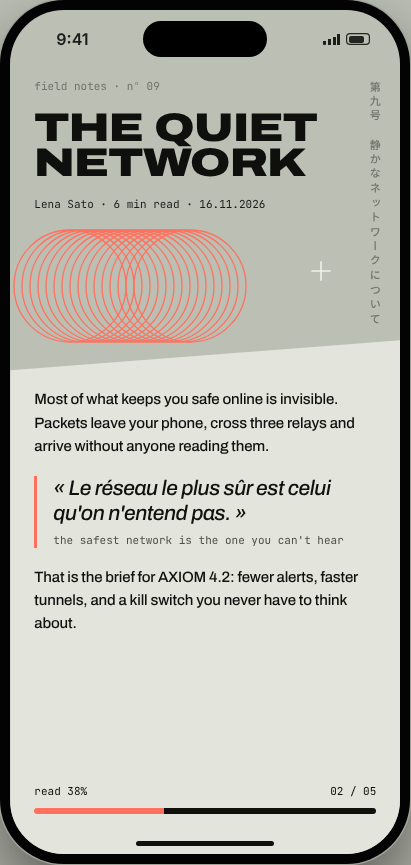 9:41
field notes · n° 09
THE QUIET
NETWORK
Lena Sato · 6 min read · 16.11.2026
第九号 静かなネットワークについて
Most of what keeps you safe online is invisible.
Packets leave your phone, cross three relays and
arrive without anyone reading them.
« Le réseau le plus sûr est celui
qu'on n'entend pas. »
the safest network is the one you can't hear
That is the brief for AXIOM 4.2: fewer alerts, faster
tunnels, and a kill switch you never have to think
about.
read 38%
02 / 05